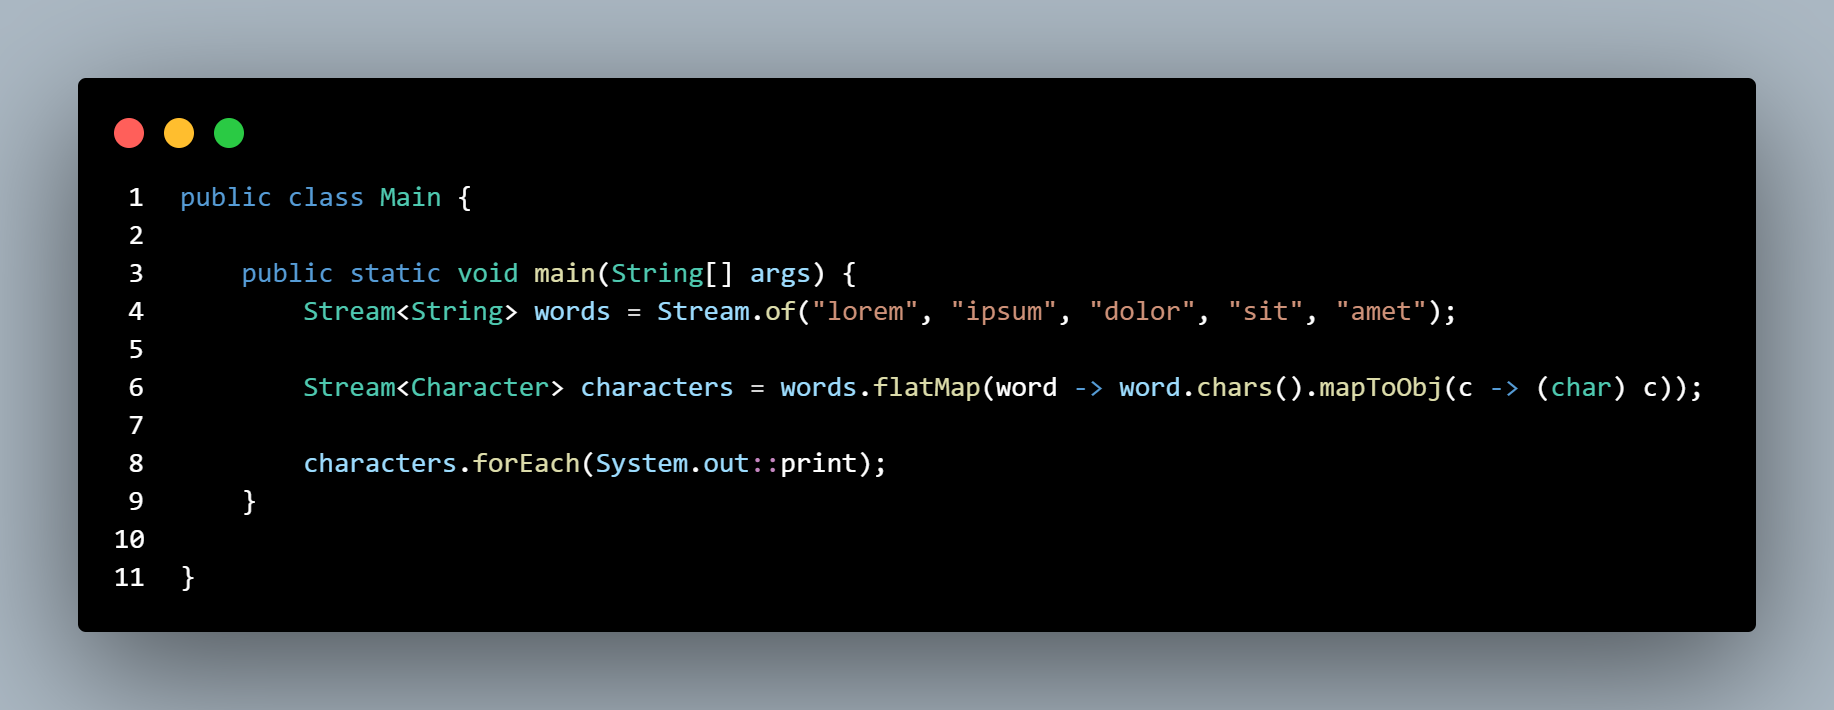 1 public class Main {
2
3     public static void main(String[] args) {
4         Stream<String> words = Stream.of("lorem", "ipsum", "dolor", "sit", "amet");
5
6         Stream<Character> characters = words.flatMap(word -> word.chars().mapToObj(c -> (char) c));
7
8         characters.forEach(System.out::print);
9     }
10
11 }